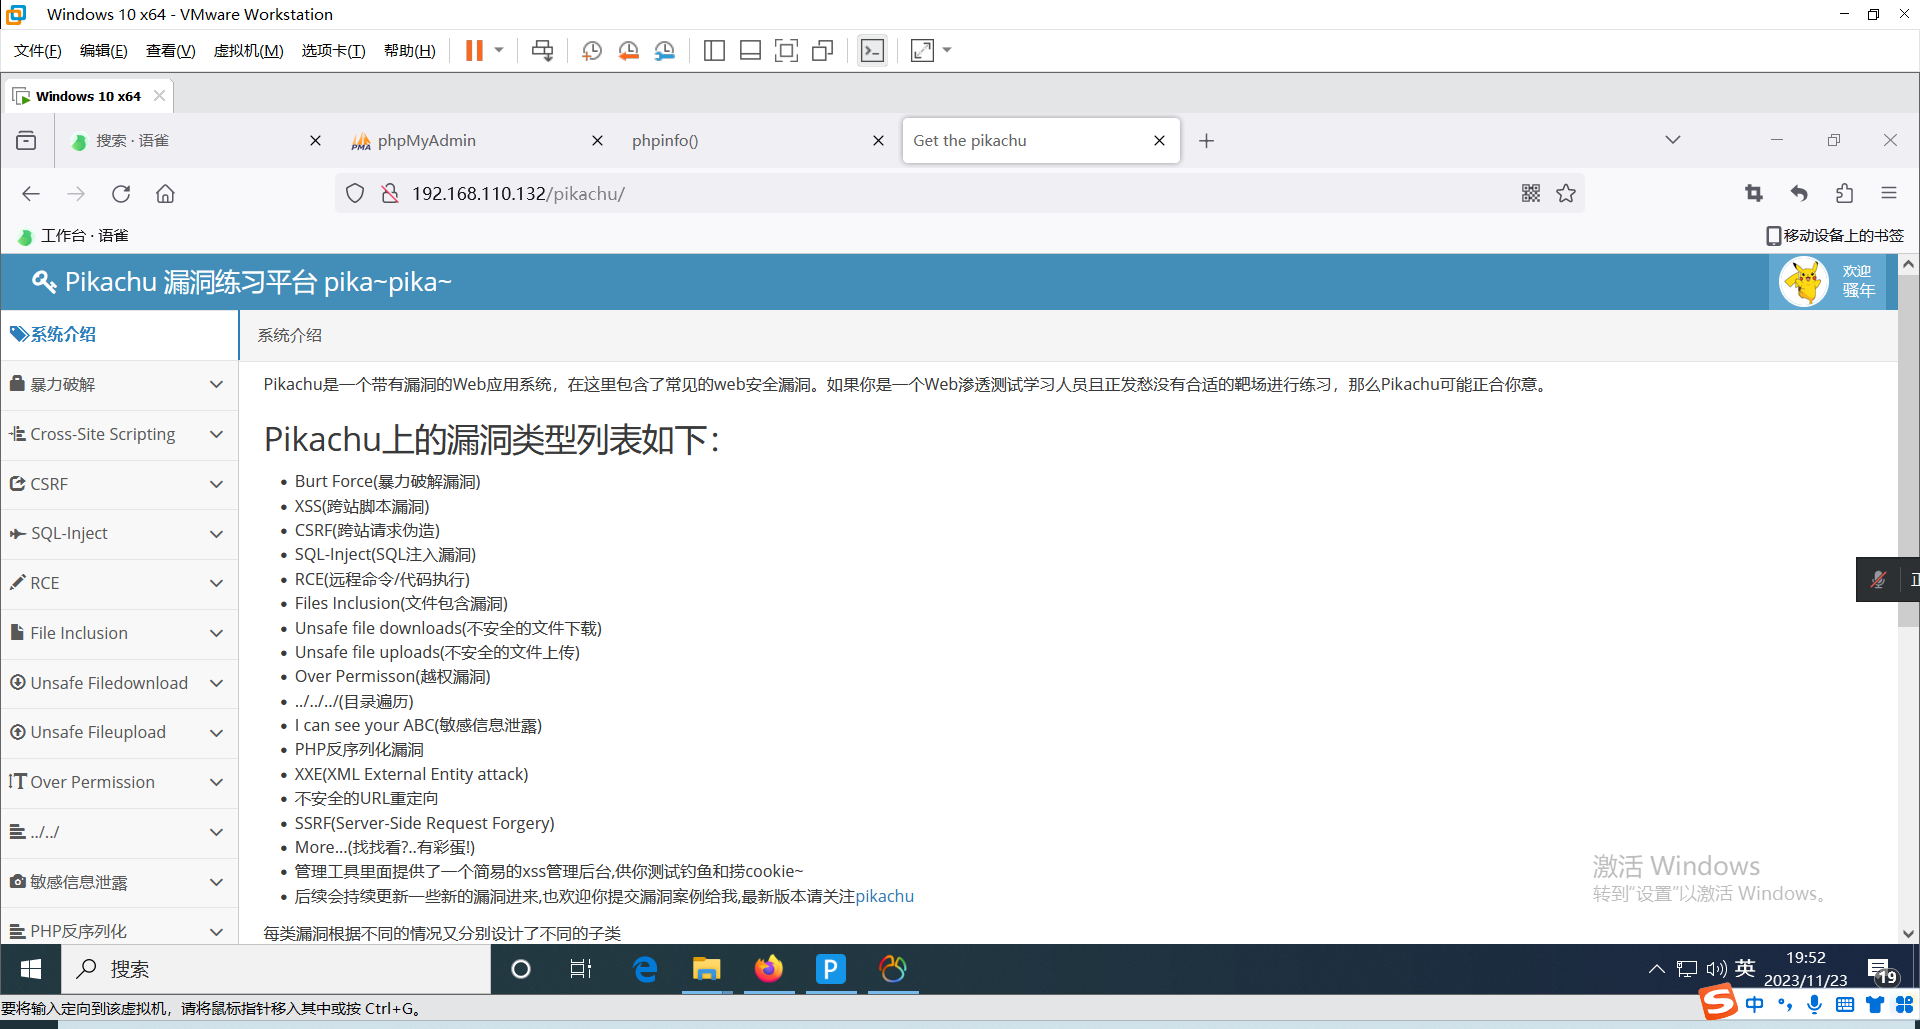 Windows 10 x64 - VMware Workstation
文件(F) 编辑(E) 查看(V) 虚拟机(M) 选项卡(T) 帮助(H)
Windows 10 x64
搜索 · 语雀
phpMyAdmin
phpinfo()
Get the pikachu
192.168.110.132/pikachu/
工作台 · 语雀
移动设备上的书签
Pikachu 漏洞练习平台 pika~pika~
欢迎
骚年
系统介绍
暴力破解
Cross-Site Scripting
CSRF
SQL-Inject
RCE
File Inclusion
Unsafe Filedownload
Unsafe Fileupload
Over Permission
../../
敏感信息泄露
PHP反序列化
系统介绍
Pikachu是一个带有漏洞的Web应用系统，在这里包含了常见的web安全漏洞。如果你是一个Web渗透测试学习人员且正发愁没有合适的靶场进行练习，那么Pikachu可能正合你意。
Pikachu上的漏洞类型列表如下：
Burt Force(暴力破解漏洞)
XSS(跨站脚本漏洞)
CSRF(跨站请求伪造)
SQL-Inject(SQL注入漏洞)
RCE(远程命令/代码执行)
Files Inclusion(文件包含漏洞)
Unsafe file downloads(不安全的文件下载)
Unsafe file uploads(不安全的文件上传)
Over Permisson(越权漏洞)
../../../(目录遍历)
I can see your ABC(敏感信息泄露)
PHP反序列化漏洞
XXE(XML External Entity attack)
不安全的URL重定向
SSRF(Server-Side Request Forgery)
More...(找找看?..有彩蛋!)
管理工具里面提供了一个简易的xss管理后台,供你测试钓鱼和捞cookie~
后续会持续更新一些新的漏洞进来,也欢迎你提交漏洞案例给我,最新版本请关注pikachu
每类漏洞根据不同的情况又分别设计了不同的子类
激活 Windows
转到"设置"以激活 Windows。
搜索
英
19:52
2023/11/23
19
要将输入定向到该虚拟机，请将鼠标指针移入其中或按 Ctrl+G。
中